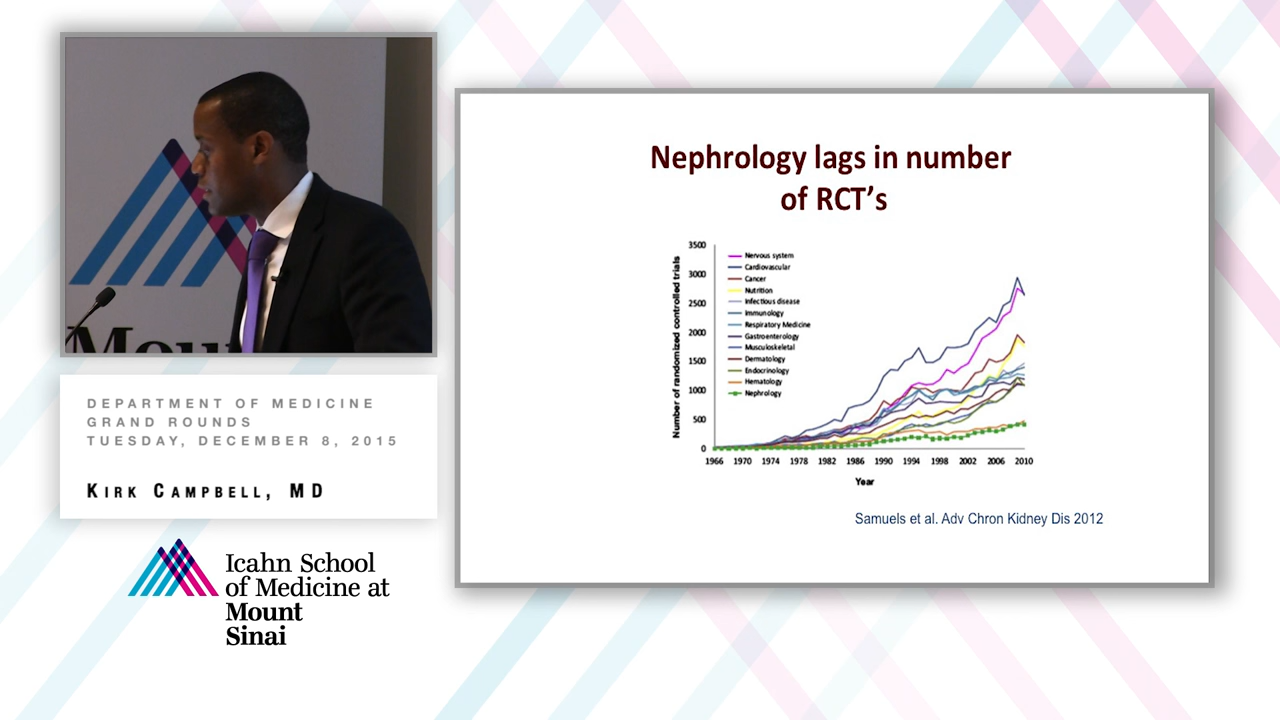 Mount
DEPARTMENT OF MEDICINE
GRAND ROUNDS
TUESDAY, DECEMBER 8, 2015
KIRK CAMPBELL, MD
Icahn School
of Medicine at
Mount
Sinai
Nephrology lags in number
of RCT’s
Number of randomized controlled trials
3500
3000
2500
2000
1500
1000
500
0
Nervous system
Cardiovascular
Cancer
Nutrition
Infectious disease
Immunology
Respiratory Medicine
Gastroenterology
Musculoskeletal
Dermatology
Endocrinology
Hematology
Nephrology
1966 1970 1974 1978 1982 1986 1990 1994 1998 2002 2006 2010
Year
Samuels et al. Adv Chron Kidney Dis 2012